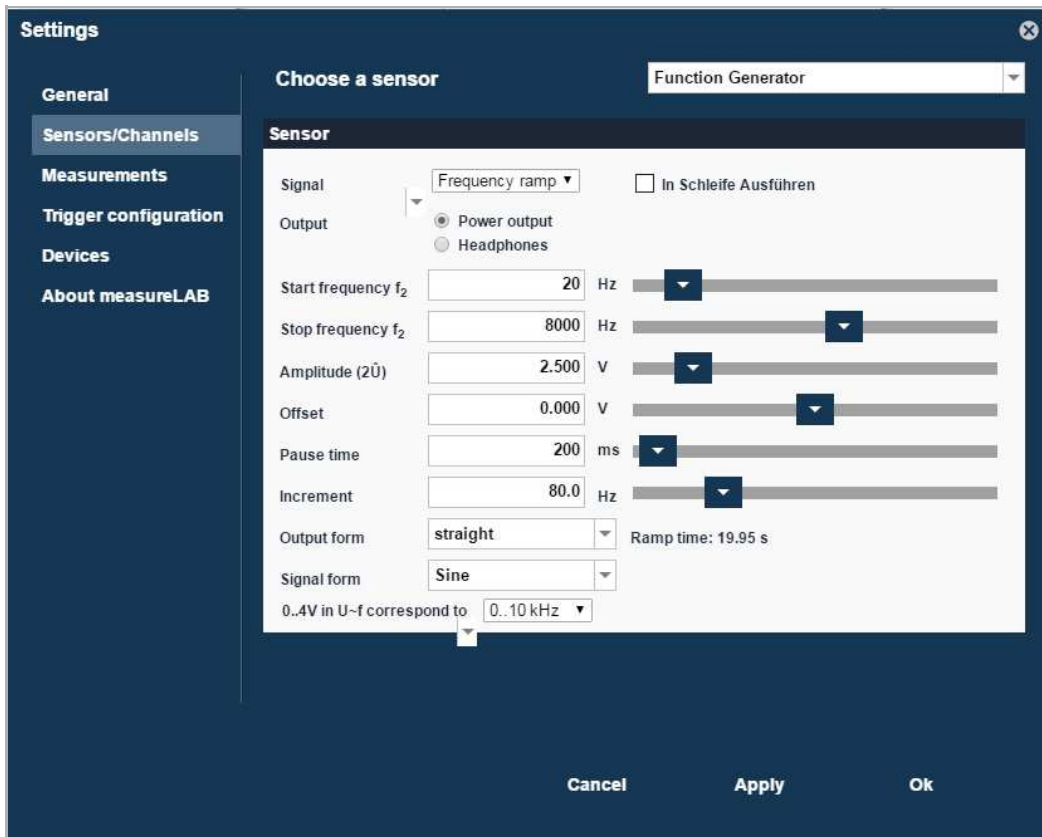 Settings
General
Sensors/Channels
Measurements
Trigger configuration
Devices
About measureLAB
Choose a sensor
Function Generator
Sensor
Signal
Frequency ramp
In Schleife Ausführen
Output
Power output
Headphones
Start frequency f₂ 20 Hz
Stop frequency f₂ 8000 Hz
Amplitude (2Û) 2.500 V
Offset 0.000 V
Pause time 200 ms
Increment 80.0 Hz
Output form straight Ramp time: 19.95 s
Signal form Sine
0..4V in U~f correspond to 0..10 kHz
Cancel Apply Ok